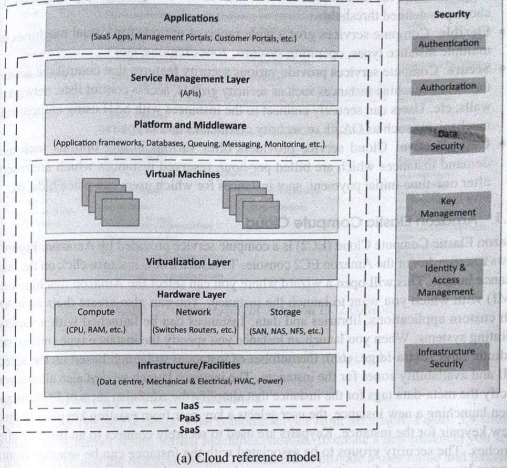 Applications
(SaaS Apps, Management Portals, Customer Portals, etc.)
Service Management Layer
(APIs)
Platform and Middleware
(Application frameworks, Databases, Queuing, Messaging, Monitoring, etc.)
Virtual Machines
Virtualization Layer
Hardware Layer
Compute
(CPU, RAM, etc.)
Network
(Switches Routers, etc.)
Storage
(SAN, NAS, NFS, etc.)
Infrastructure/Facilities
(Data centre, Mechanical & Electrical, HVAC, Power)
IaaS
PaaS
SaaS
Security
Authentication
Authorization
Data
Security
Key
Management
Identity &
Access
Management
Infrastructure
Security
(a) Cloud reference model